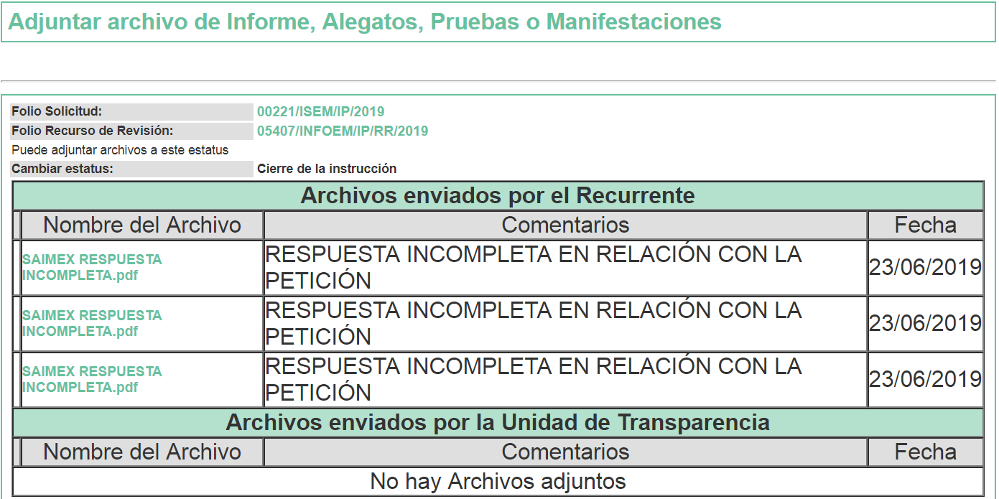 Adjuntar archivo de Informe, Alegatos, Pruebas o Manifestaciones
Folio Solicitud: 00221/ISEM/IP/2019
Folio Recurso de Revisión: 05407/INFOEM/IP/RR/2019
Puede adjuntar archivos a este estatus
Cambiar estatus: Cierre de la instrucción
Archivos enviados por el Recurrente
Nombre del Archivo Comentarios Fecha
SAIMEX RESPUESTA
INCOMPLETA.pdf
RESPUESTA INCOMPLETA EN RELACIÓN CON LA
PETICIÓN
23/06/2019
SAIMEX RESPUESTA
INCOMPLETA.pdf
RESPUESTA INCOMPLETA EN RELACIÓN CON LA
PETICIÓN
23/06/2019
SAIMEX RESPUESTA
INCOMPLETA.pdf
RESPUESTA INCOMPLETA EN RELACIÓN CON LA
PETICIÓN
23/06/2019
Archivos enviados por la Unidad de Transparencia
Nombre del Archivo Comentarios Fecha
No hay Archivos adjuntos